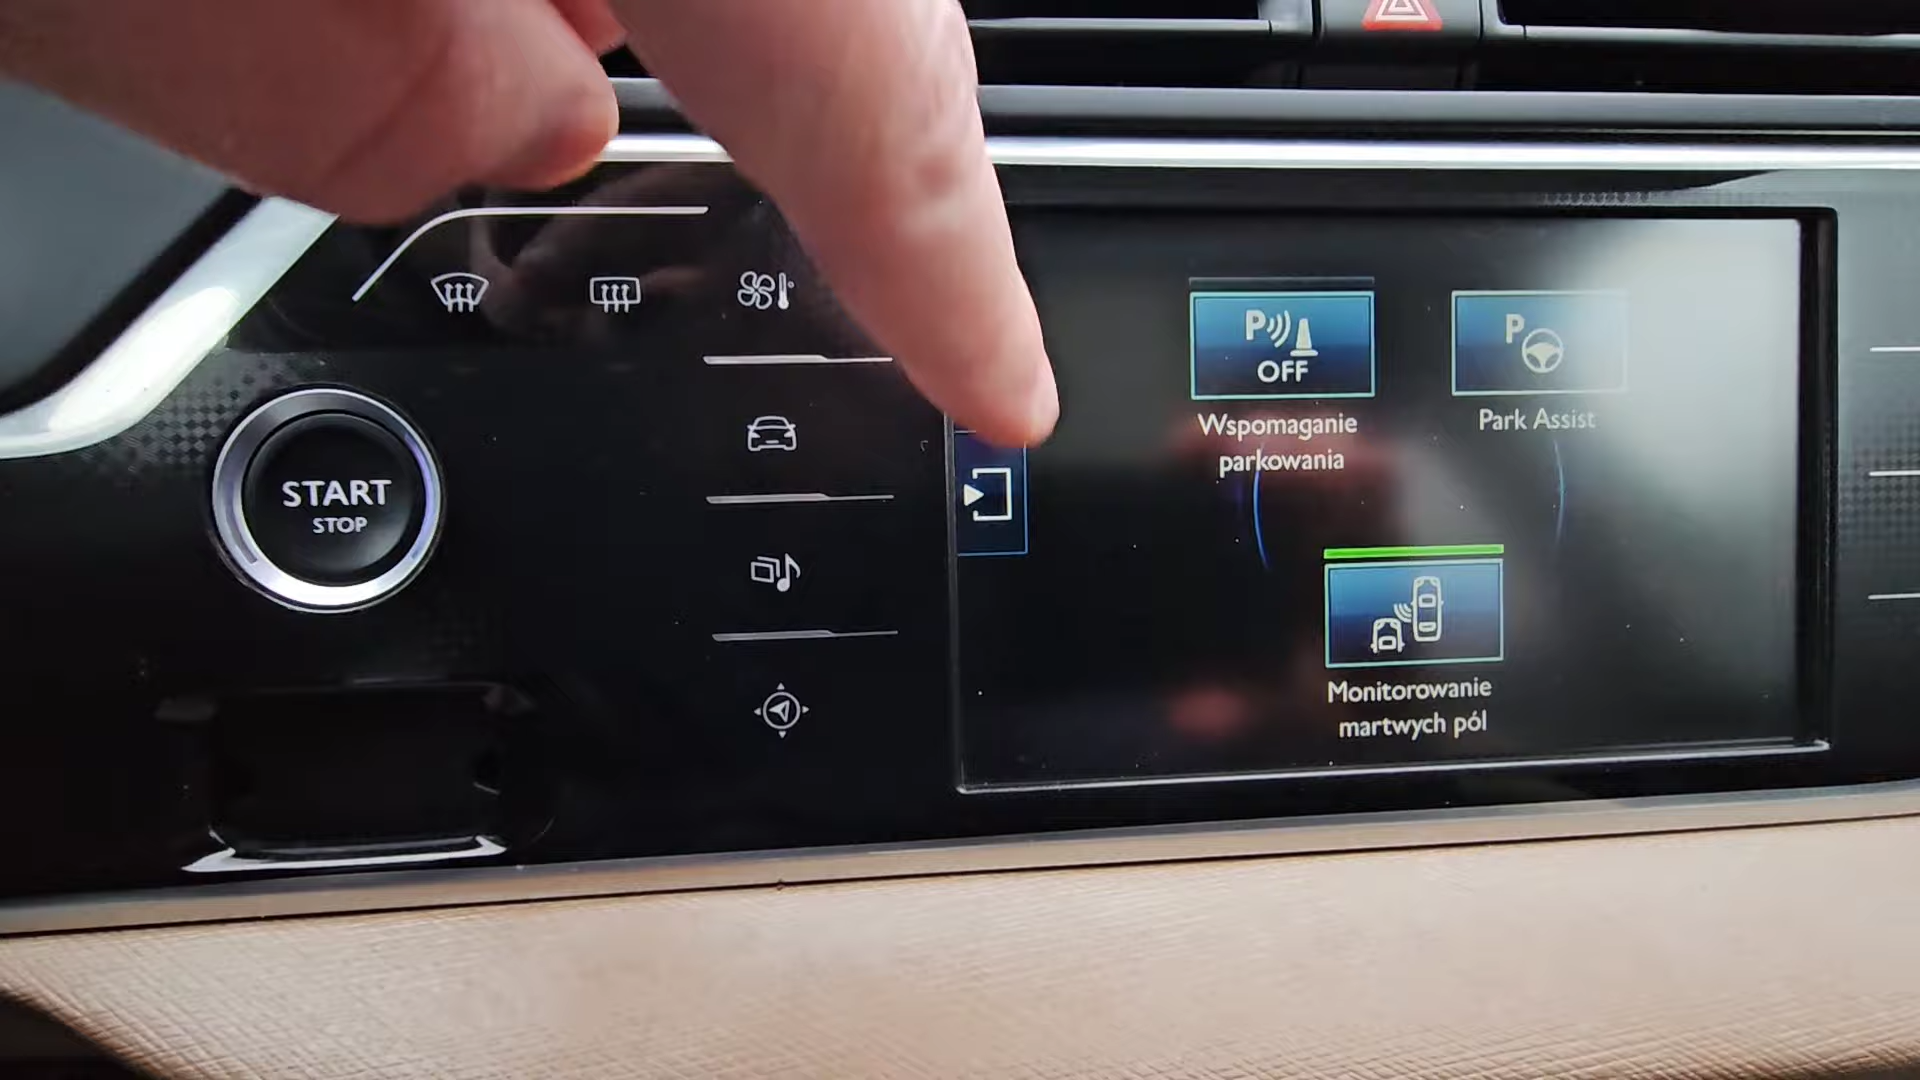 START
STOP
P
OFF
Wspomaganie
parkowania
P
Park Assist
Monitorowanie
martwych pól